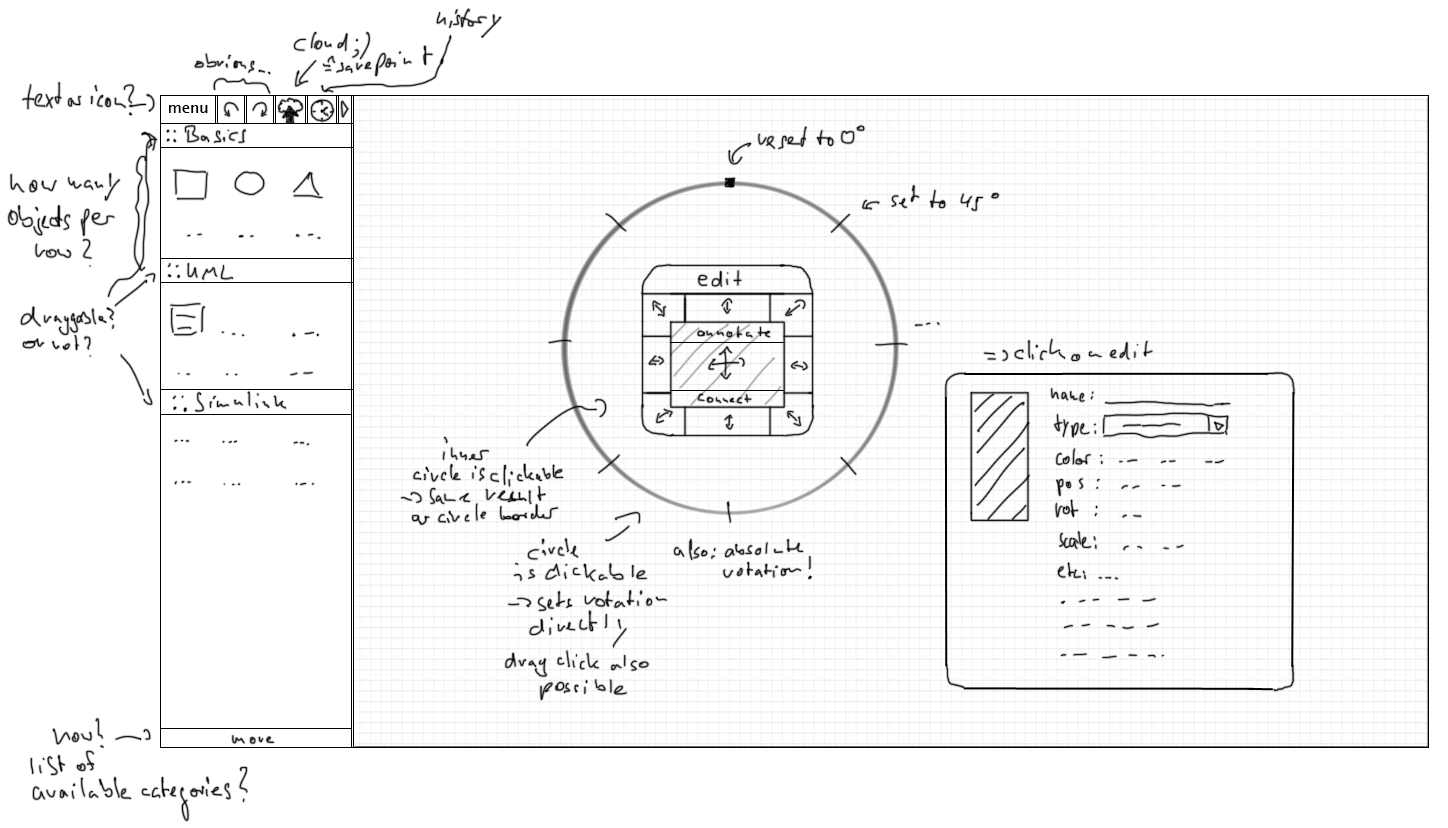 history
cloud;)
≙savepoint
obvious...
text as icon?
menu
:: Basics
how many
objects per
row?
:: UML
draggable?
or not?
:: Simulink
more
how?
list of
available categories?
reset to 0°
set to 45°
edit
annotate
connect
inner
circle is clickable
-> same result
as circle border
circle
is clickable
-> sets rotation
directly
drag click also
possible
also: absolute
rotation!
=> click on edit
name:
type:
color:
pos:
rot:
scale:
etc: ...